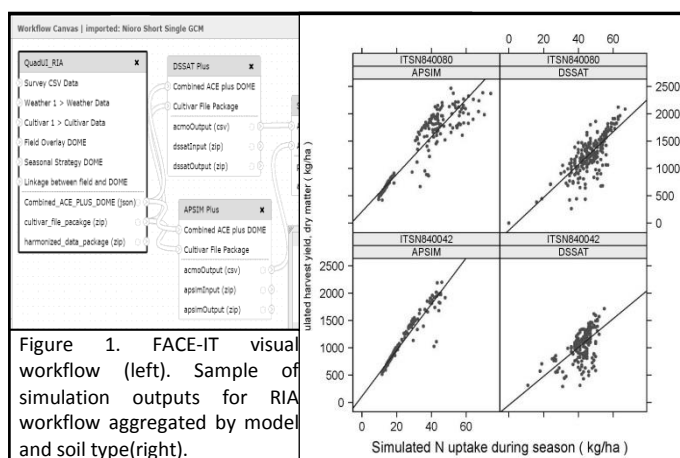 Workflow Canvas | imported: Nioro Short Single GCM
QuadUI_RIA x
Survey CSV Data
Weather 1 > Weather Data
Cultivar 1 > Cultivar Data
Field Overlay DOME
Seasonal Strategy DOME
Linkage between field and DOME
Combined_ACE_PLUS_DOME (json)
cultivar_file_pacakge (zip)
harmonized_data_package (zip)
DSSAT Plus x
Combined ACE plus DOME
Cultivar File Package
acmoOutput (csv)
dssatInput (zip)
dssatOutput (zip)
APSIM Plus x
Combined ACE plus DOME
Cultivar File Package
acmoOutput (csv)
apsimInput (zip)
apsimOutput (zip)
Figure 1. FACE-IT visual
workflow (left). Sample of
simulation outputs for RIA
workflow aggregated by model
and soil type(right).
0 20 40 60
ITSN840080 ITSN840080
APSIM DSSAT
2500
2000
1500
1000
500
0
ITSN840042 ITSN840042
APSIM DSSAT
2500
2000
1500
1000
500
0
0 20 40 60
ulated harvest yield, dry matter ( kg/ha )
Simulated N uptake during season ( kg/ha )